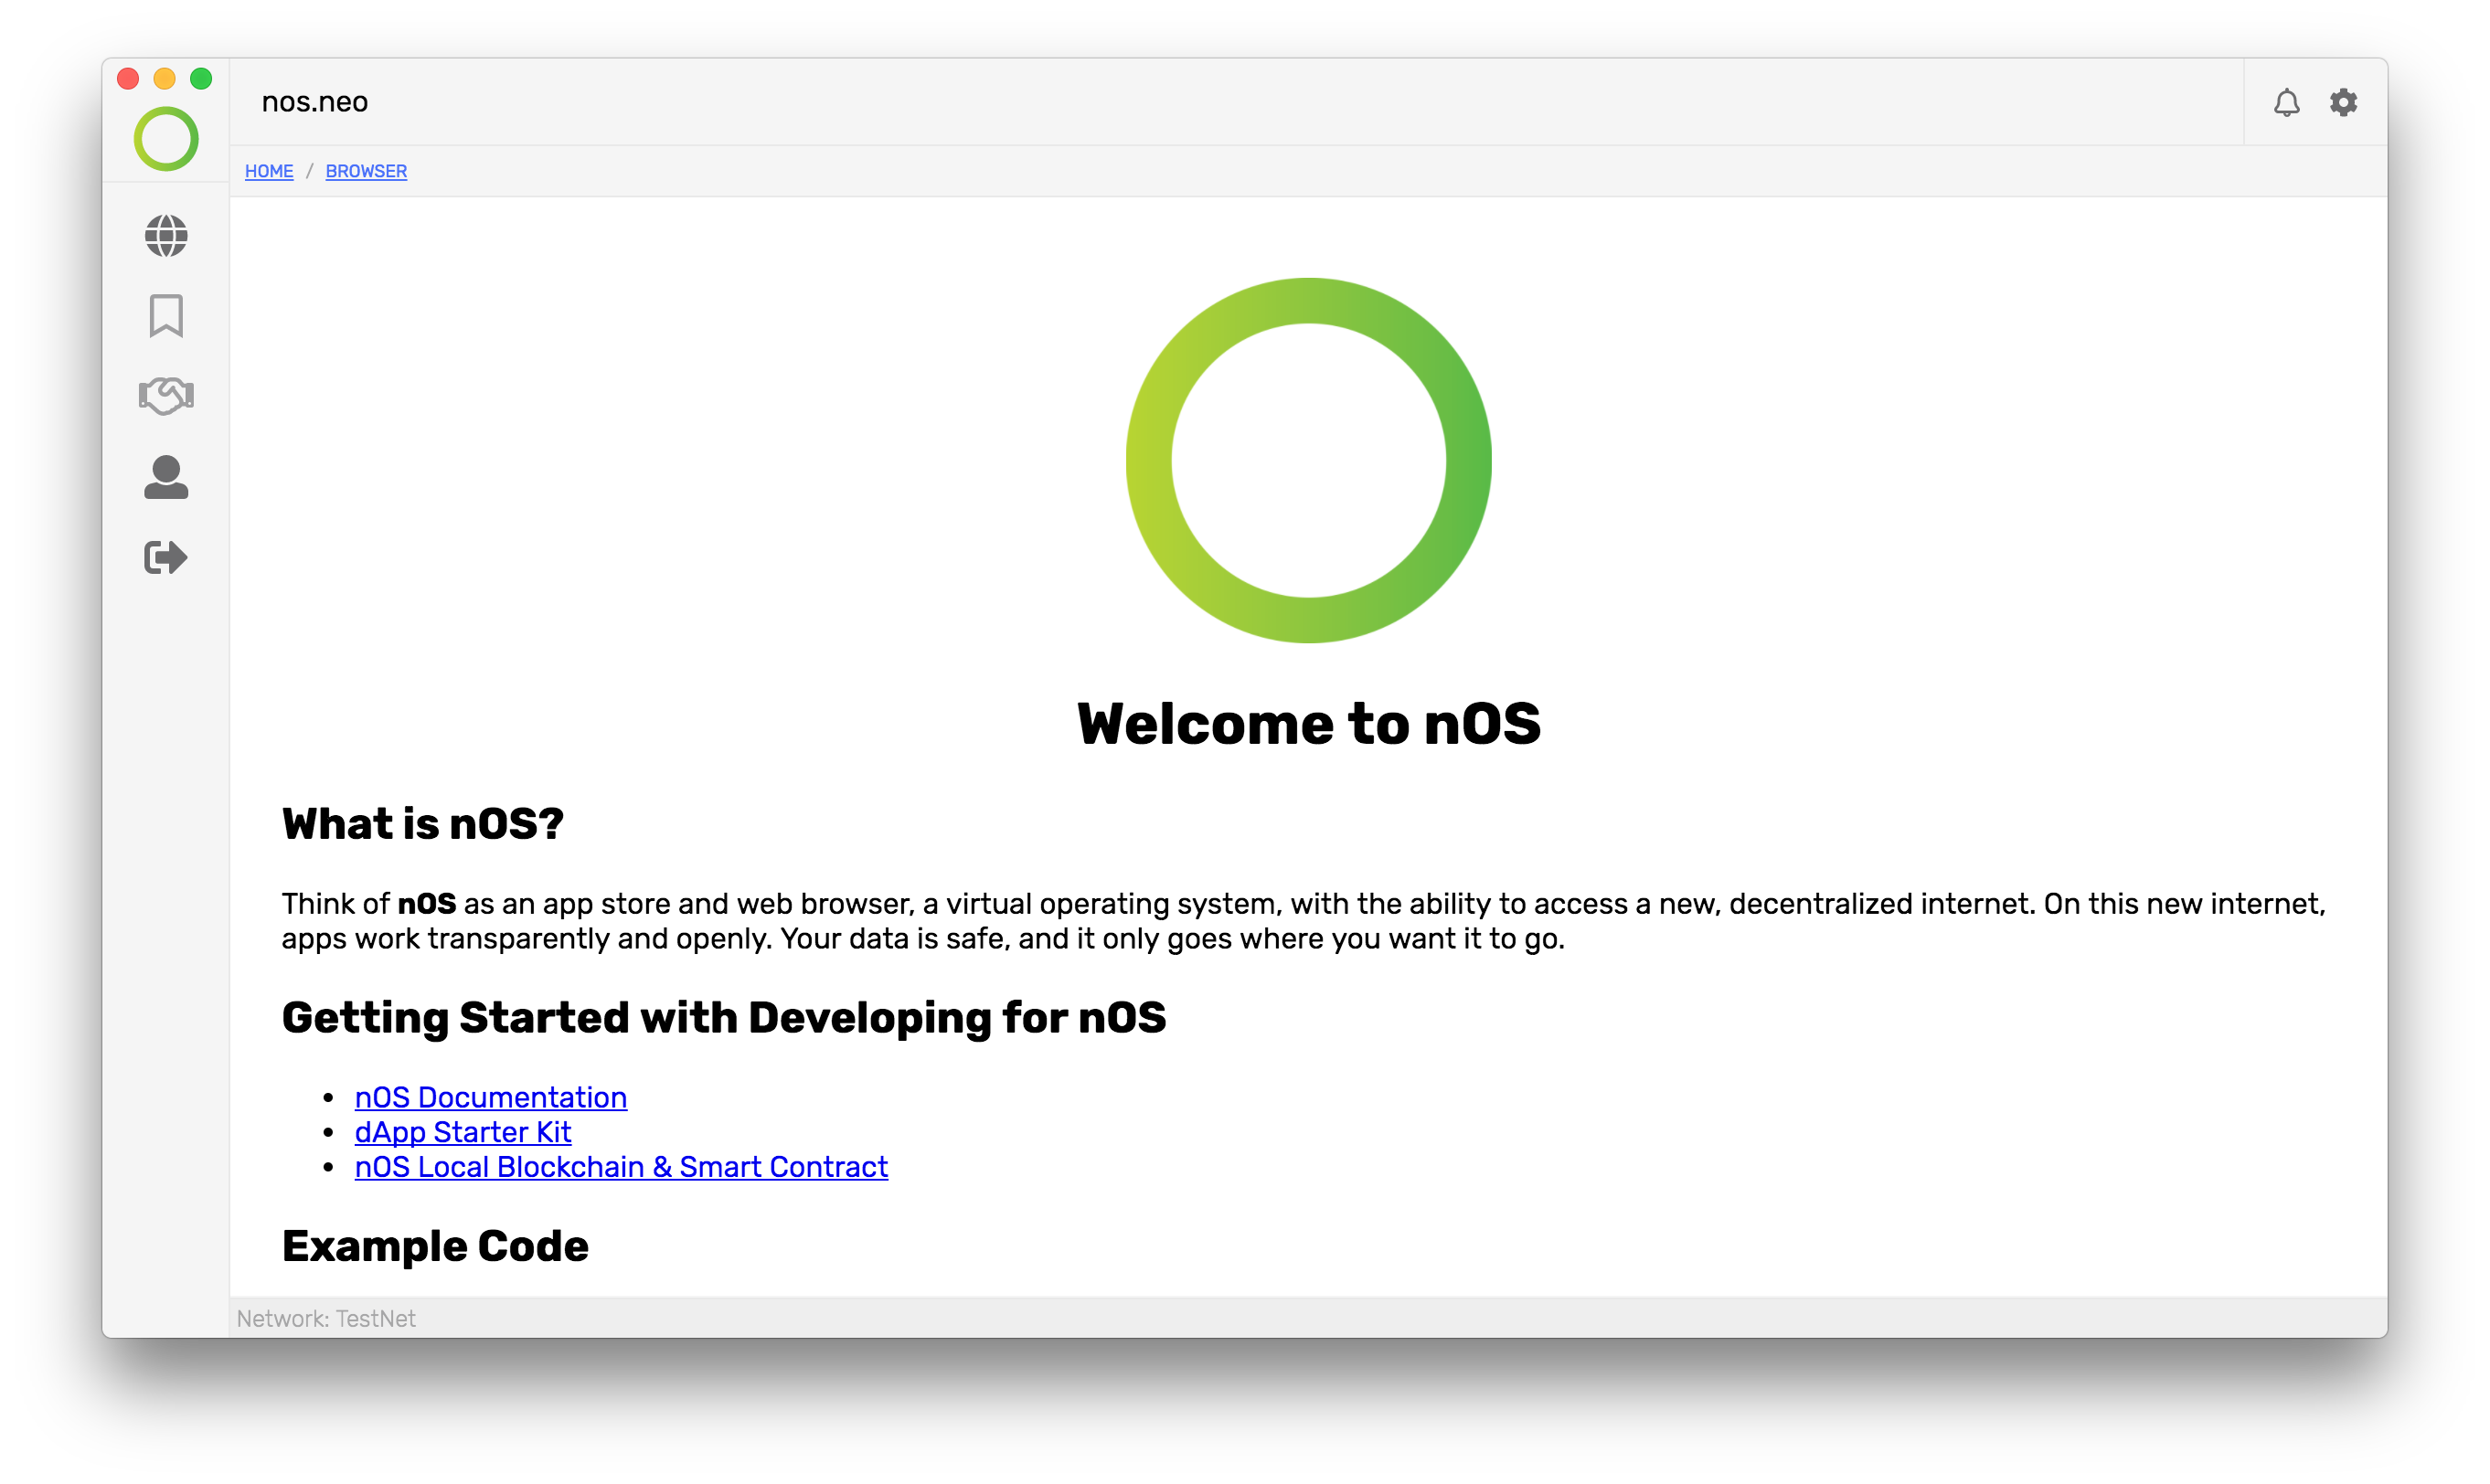 nos.neo
HOME / BROWSER
Welcome to nOS
What is nOS?
Think of nOS as an app store and web browser, a virtual operating system, with the ability to access a new, decentralized internet. On this new internet,
apps work transparently and openly. Your data is safe, and it only goes where you want it to go.
Getting Started with Developing for nOS
• nOS Documentation
• dApp Starter Kit
• nOS Local Blockchain & Smart Contract
Example Code
Network: TestNet